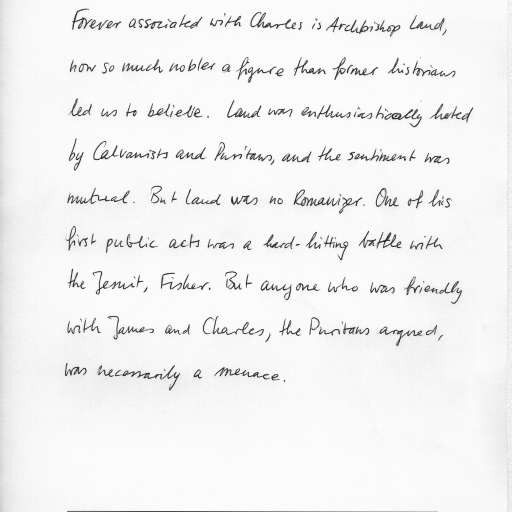 Forever associated with Charles is Archbishop Laud,
now so much nobler a figure than former historians
led us to believe. Laud was enthusiastically hated
by Calvanists and Puritans, and the sentiment was
mutual. But Laud was no Romanizer. One of his
first public acts was a hard-hitting battle with
the Jesuit, Fisher. But anyone who was friendly
with James and Charles, the Puritans argued,
was necessarily a menace.